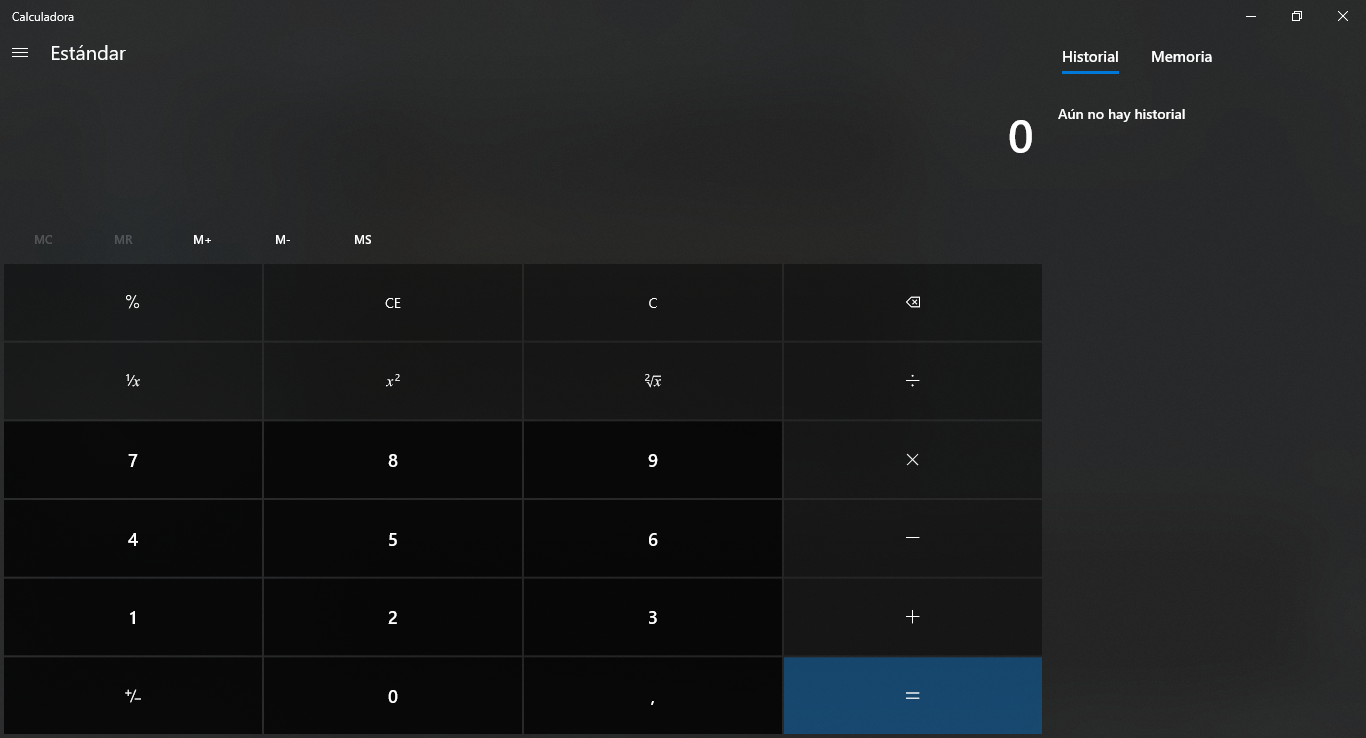 Calculadora
Estándar
Historial Memoria
Aún no hay historial
0
MC MR M+ M- MS
% CE C
¹/x x² ²√x ÷
7 8 9 ×
4 5 6 −
1 2 3 +
+/− 0 , =